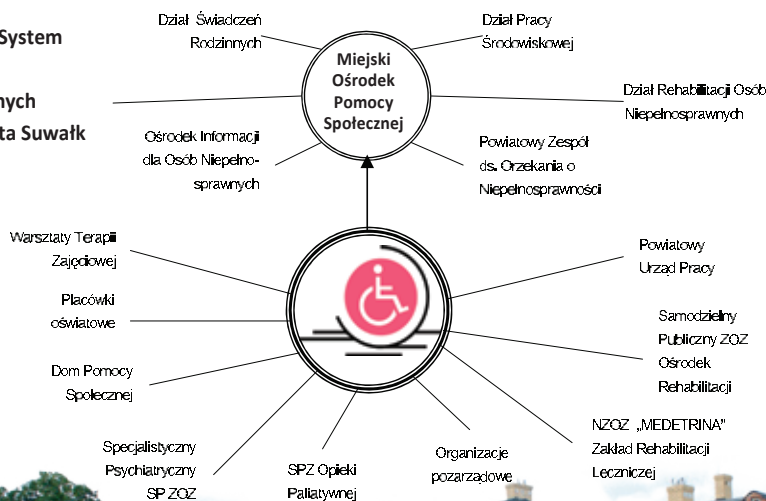 System
nych
ta Suwałk
Dział Świadczeń
Rodzinnych
Dział Pracy
Środowiskowej
Miejski
Ośrodek
Pomocy
Społecznej
Dział Rehabilitacji Osób
Niepełnosprawnych
Ośrodek Informacji
dla Osób Niepełno-
sprawnych
Powiatowy Zespół
ds. Orzekania o
Niepełnosprawności
Warsztaty Terapii
Zajęciowej
Placówki
oświatowe
Dom Pomocy
Społecznej
Specjalistyczny
Psychiatryczny
SP ZOZ
SPZ Opieki
Paliatywnej
Organizacje
pozarządowe
NZOZ „MEDETRINA”
Zakład Rehabilitacji
Leczniczej
Samodzielny
Publiczny ZOZ
Ośrodek
Rehabilitacji
Powiatowy
Urząd Pracy